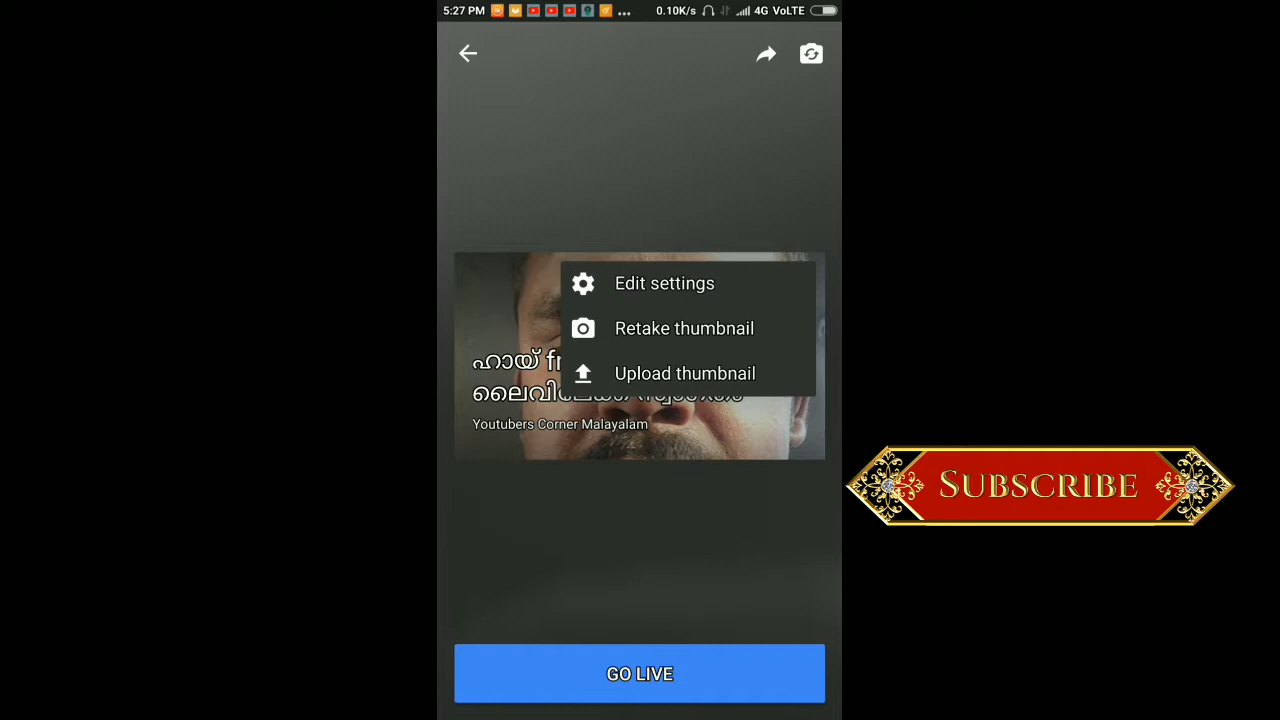 5:27 PM ... 0.10K/s 4G VoLTE
Edit settings
Retake thumbnail
Upload thumbnail
ഹായ്
Youtubers Corner Malayalam
SUBSCRIBE
GO LIVE